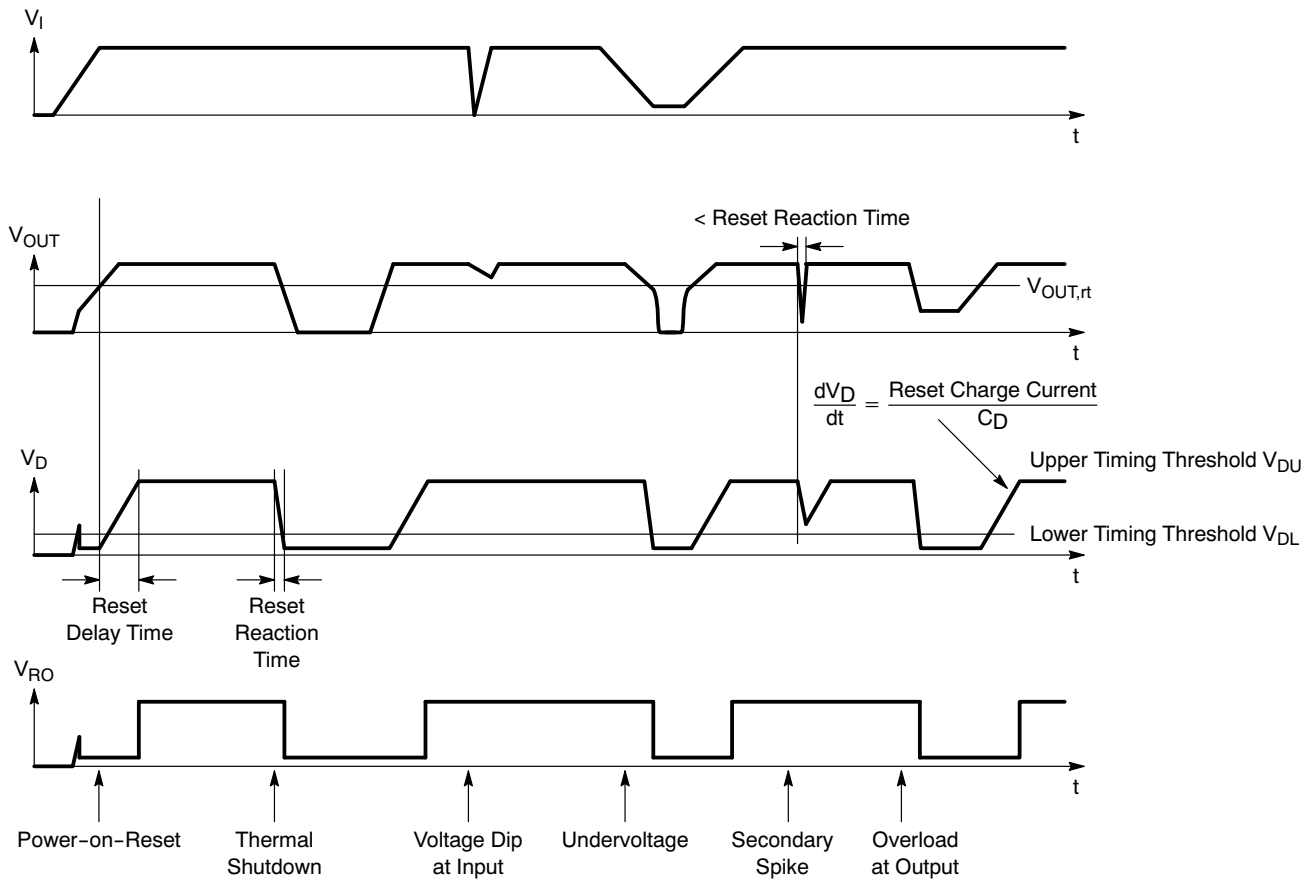 V_I
t
< Reset Reaction Time
V_OUT
V_OUT,rt
t
dV_D/dt = Reset Charge Current/C_D
V_D
Upper Timing Threshold V_DU
Lower Timing Threshold V_DL
t
Reset
Delay Time
Reset
Reaction
Time
V_RO
t
Power-on-Reset
Thermal
Shutdown
Voltage Dip
at Input
Undervoltage
Secondary
Spike
Overload
at Output